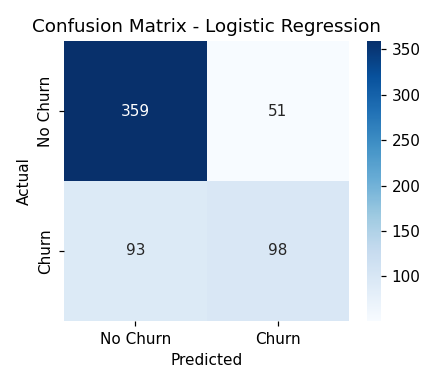 Confusion Matrix - Logistic Regression
Actual
No Churn
359
51
Churn
93
98
No Churn
Churn
Predicted
350
300
250
200
150
100